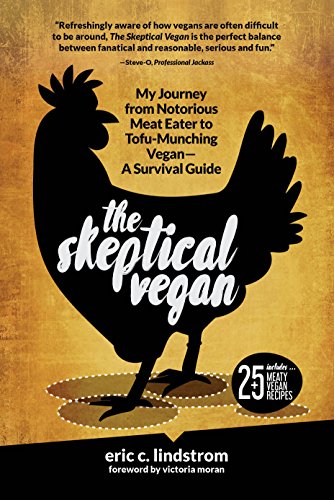 "Refreshingly aware of how vegans are often difficult
to be around, The Skeptical Vegan is the perfect balance
between fanatical and reasonable, serious and fun."
—Steve-O, Professional Jackass
My Journey
from Notorious
Meat Eater to
Tofu-Munching
Vegan—
A Survival Guide
the
skeptical
vegan
includes ...
25+
MEATY
VEGAN
RECIPES
eric c. lindstrom
foreword by victoria moran